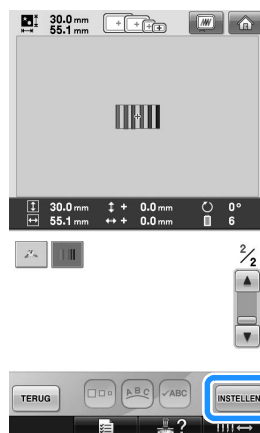 30.0 mm
55.1 mm
30.0 mm + 0.0 mm 0°
55.1 mm + 0.0 mm 6
2/2
TERUG ABC ABC INSTELLEN
?